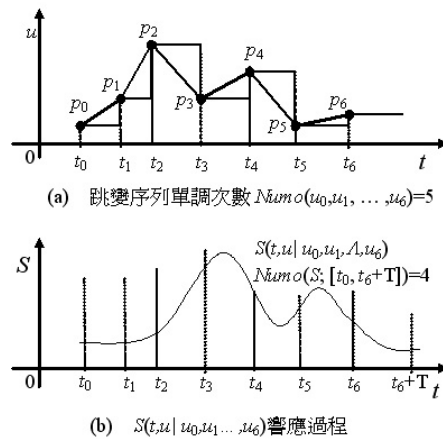 u
p₀
p₁
p₂
p₃
p₄
p₅
p₆
0
t₀
t₁
t₂
t₃
t₄
t₅
t₆
t
(a) 跳變序列單調次數 Numo(u₀,u₁, …,u₆)=5
S
S(t,u| u₀,u₁,Λ,u₆)
Numo(S; [t₀, t₆+T])=4
0
t₀
t₁
t₂
t₃
t₄
t₅
t₆
t₆+T
t
(b) S(t,u| u₀,u₁…,u₆)響應過程